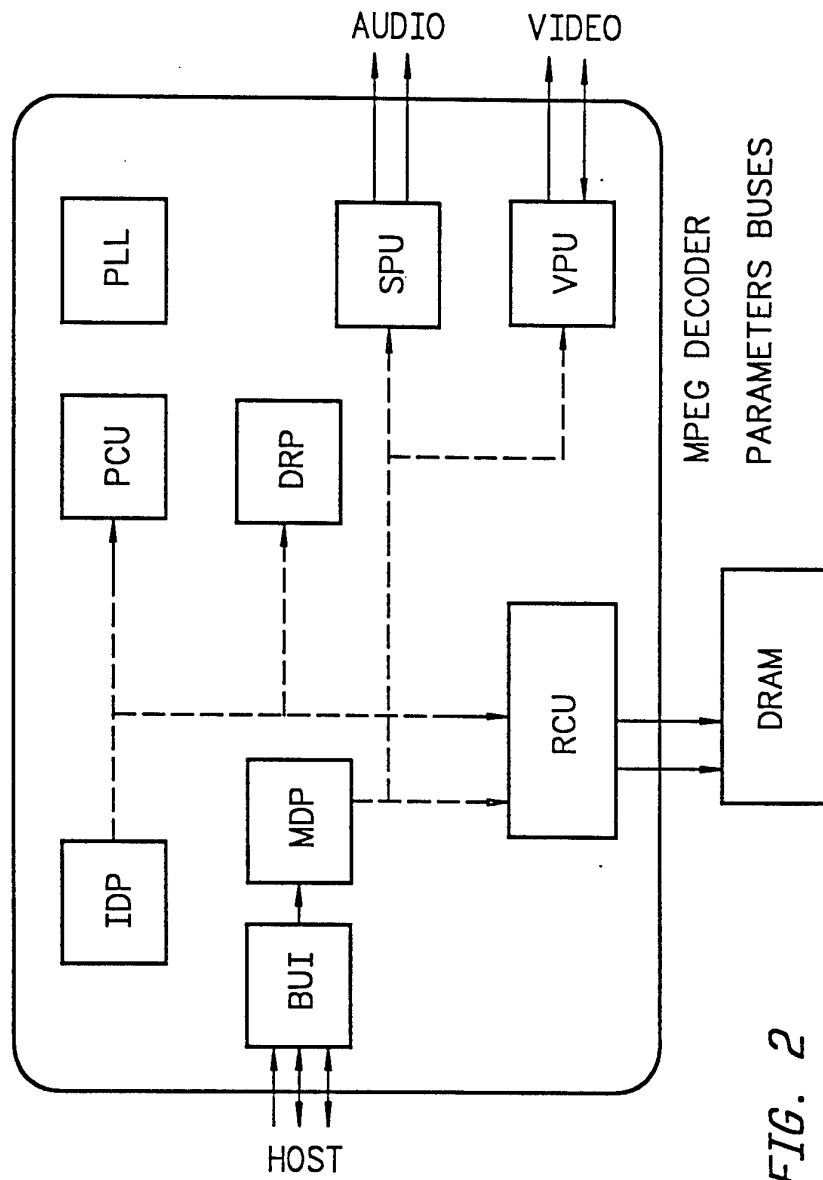 AUDIO
VIDEO
PLL
SPU
VPU
PCU
DRP
IDP
MDP
BUI
RCU
DRAM
HOST
MPEG DECODER
PARAMETERS BUSES
FIG. 2